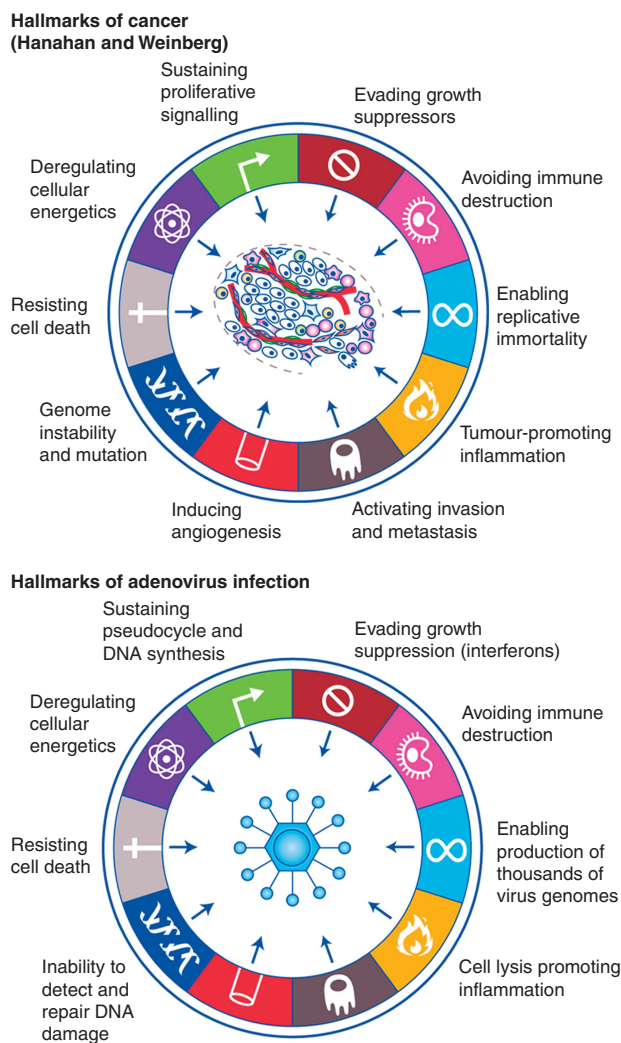 Hallmarks of cancer
(Hanahan and Weinberg)
Sustaining
proliferative
signalling
Evading growth
suppressors
Deregulating
cellular
energetics
Avoiding immune
destruction
Resisting
cell death
Enabling
replicative
immortality
Genome
instability
and mutation
Tumour-promoting
inflammation
Inducing
angiogenesis
Activating invasion
and metastasis
Hallmarks of adenovirus infection
Sustaining
pseudocycle and
DNA synthesis
Evading growth
suppression (interferons)
Deregulating
cellular
energetics
Avoiding immune
destruction
Resisting
cell death
Enabling
production of
thousands of
virus genomes
Inability to
detect and
repair DNA
damage
Cell lysis promoting
inflammation